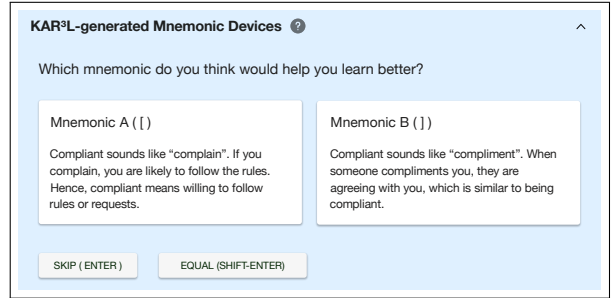 KAR³L-generated Mnemonic Devices ?
Which mnemonic do you think would help you learn better?
Mnemonic A ( [ )
Compliant sounds like “complain”. If you
complain, you are likely to follow the rules.
Hence, compliant means willing to follow
rules or requests.
Mnemonic B ( ] )
Compliant sounds like “compliment”. When
someone compliments you, they are
agreeing with you, which is similar to being
compliant.
SKIP ( ENTER )
EQUAL (SHIFT-ENTER)